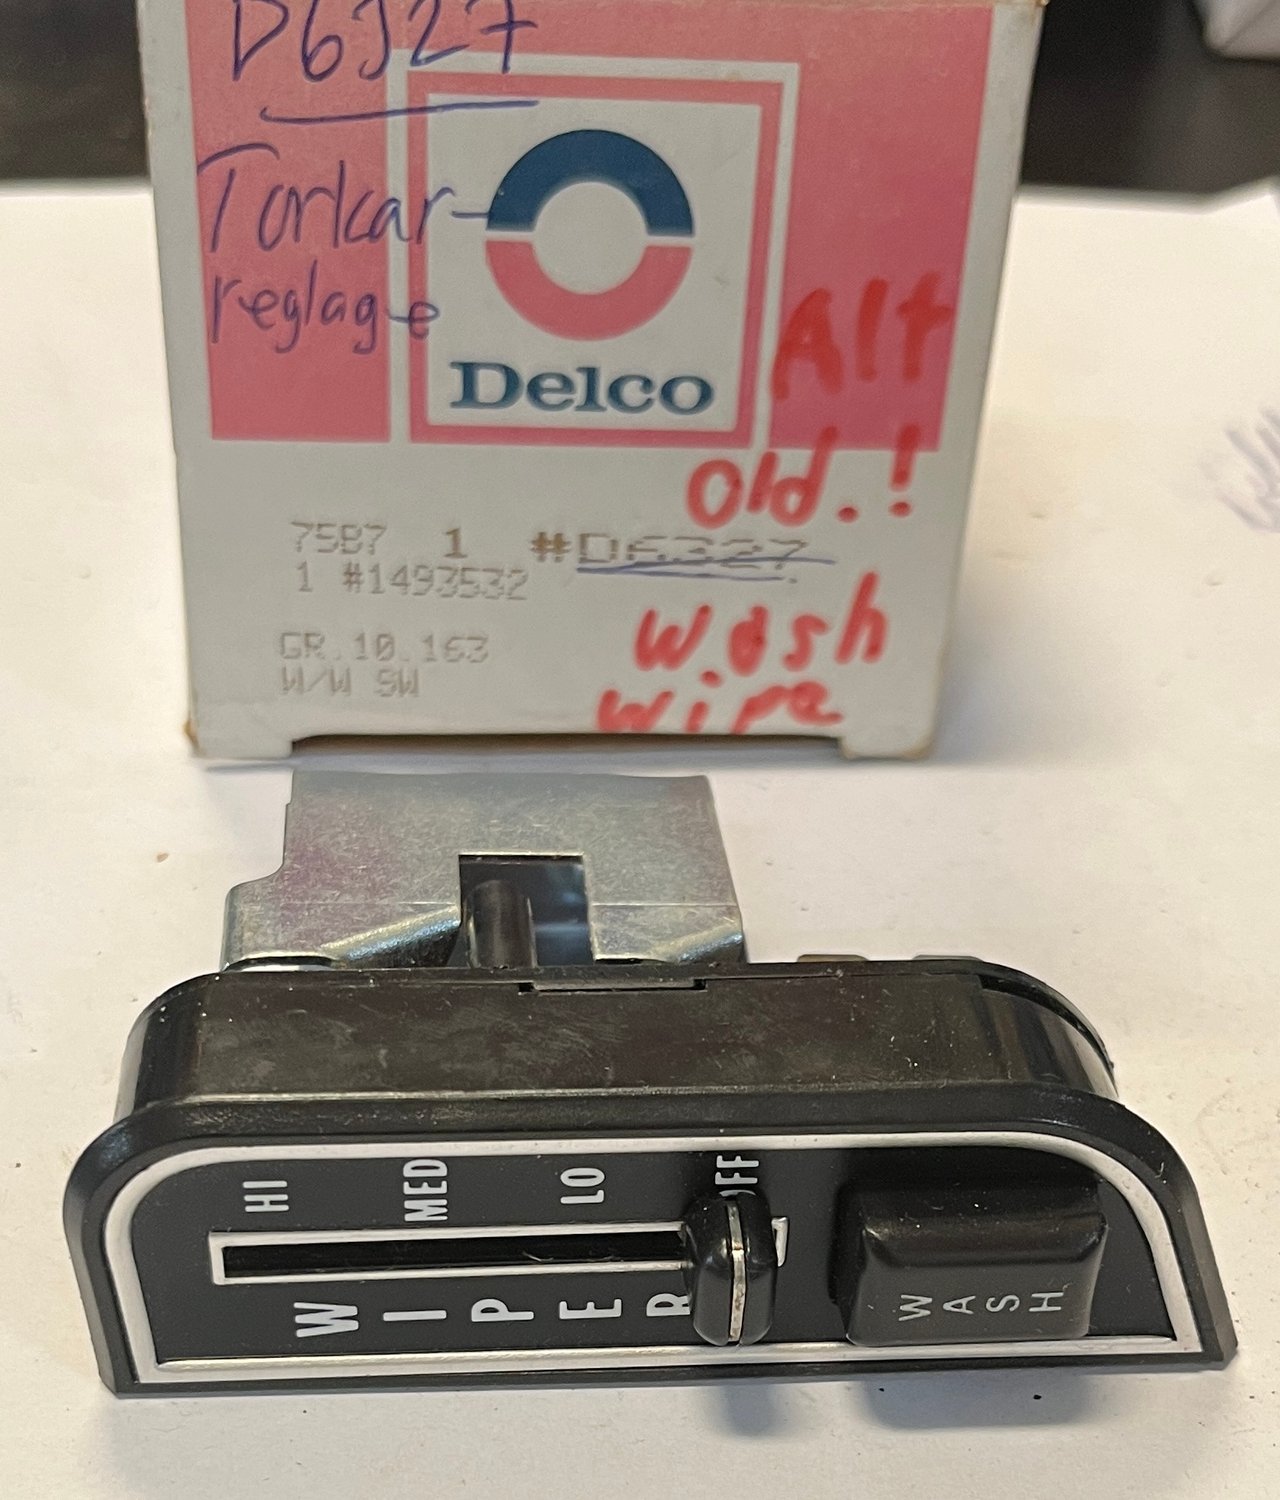 D6327
Torkar-
reglage
Delco
Alt
Old.!
75B7 1 #D6327
1 #1493532
GR.10.163
W/W SW
Wash
Wipe
HI MED LO OFF
WIPER
WASH